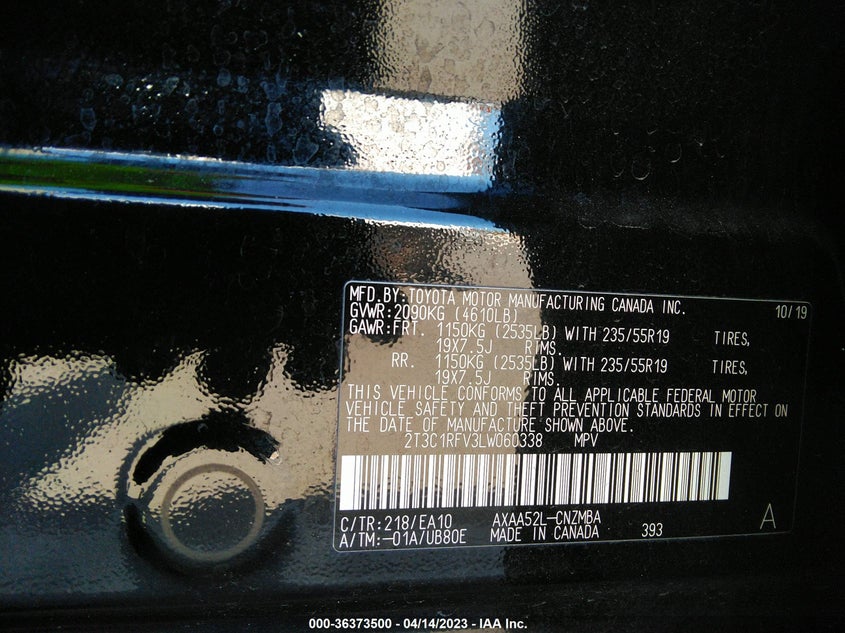 MFD.BY:TOYOTA MOTOR MANUFACTURING CANADA INC. 10/19
GVWR:2090KG (4610LB)
GAWR:FRT. 1150KG (2535LB) WITH 235/55R19 TIRES,
19X7.5J RIMS.
RR. 1150KG (2535LB) WITH 235/55R19 TIRES,
19X7.5J RIMS.
THIS VEHICLE CONFORMS TO ALL APPLICABLE FEDERAL MOTOR
VEHICLE SAFETY AND THEFT PREVENTION STANDARDS IN EFFECT ON
THE DATE OF MANUFACTURE SHOWN ABOVE.
2T3C1RFV3LW060338 MPV
C/TR:218/EA10 AXAA52L-CNZMBA
A/TM:-01A/UB80E MADE IN CANADA 393 A
000-36373500 - 04/14/2023 - IAA Inc.